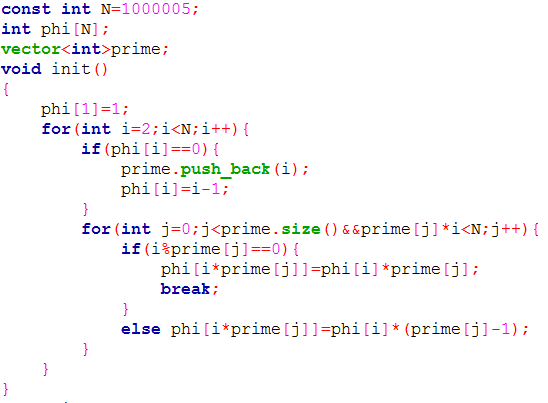 const int N=1000005;
int phi[N];
vector<int>prime;
void init()
{
    phi[1]=1;
    for(int i=2;i<N;i++){
        if(phi[i]==0){
            prime.push_back(i);
            phi[i]=i-1;
        }
        for(int j=0;j<prime.size()&&prime[j]*i<N;j++){
            if(i%prime[j]==0){
                phi[i*prime[j]]=phi[i]*prime[j];
                break;
            }
            else phi[i*prime[j]]=phi[i]*(prime[j]-1);
        }
    }
}